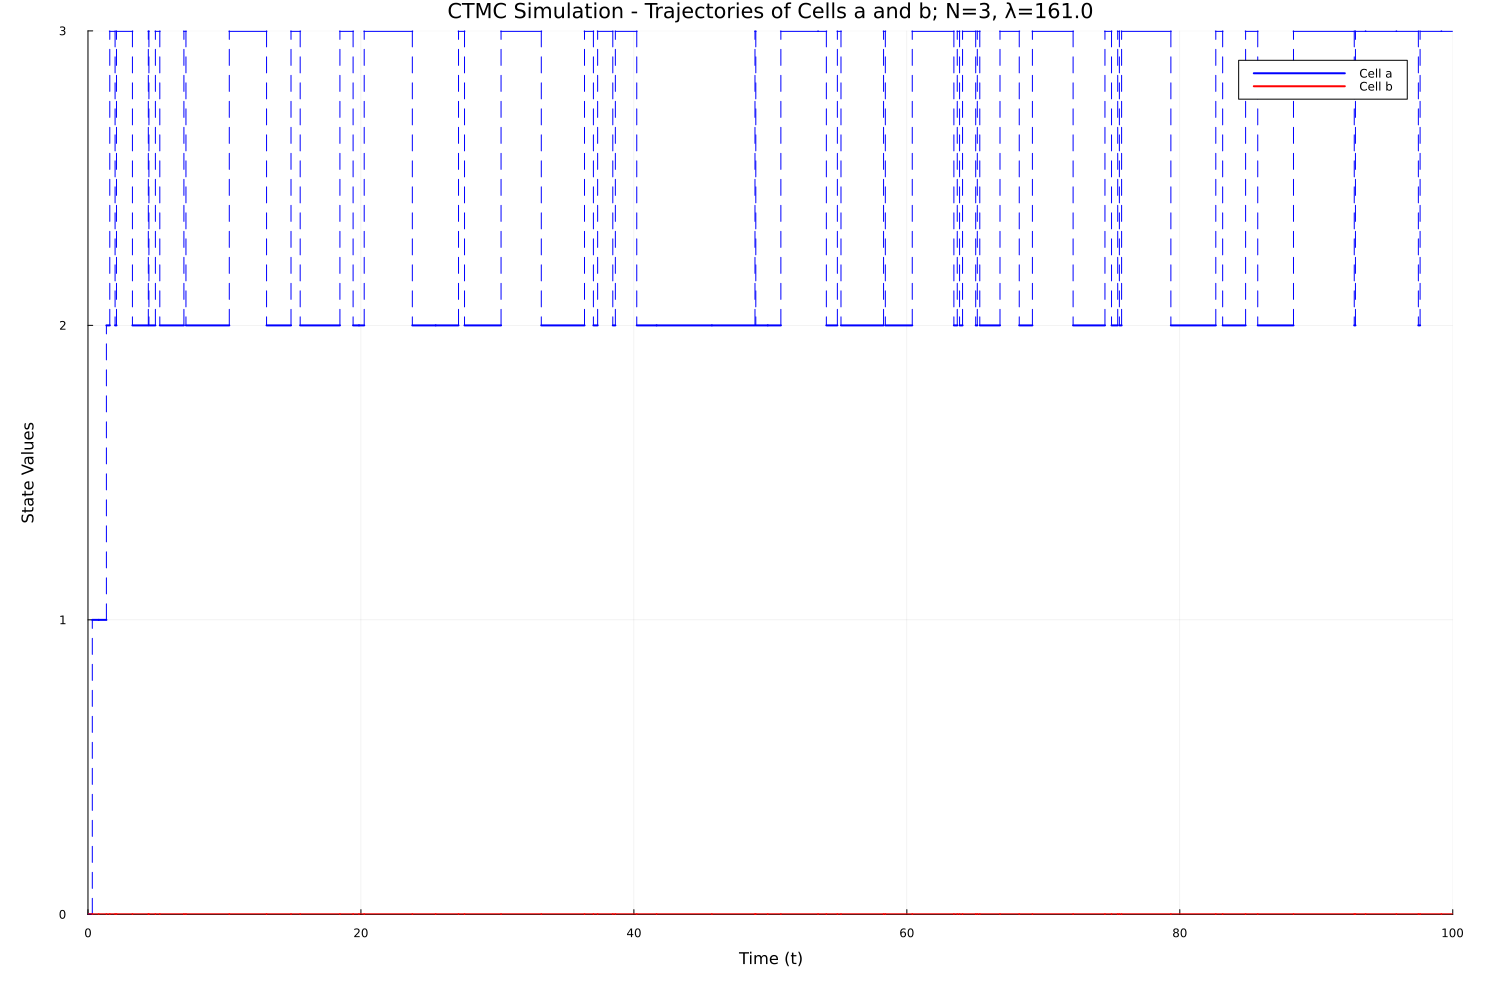 CTMC Simulation - Trajectories of Cells a and b; N=3, λ=161.0
3
Cell a
Cell b
2
State Values
1
0
0 20 40 60 80 100
Time (t)